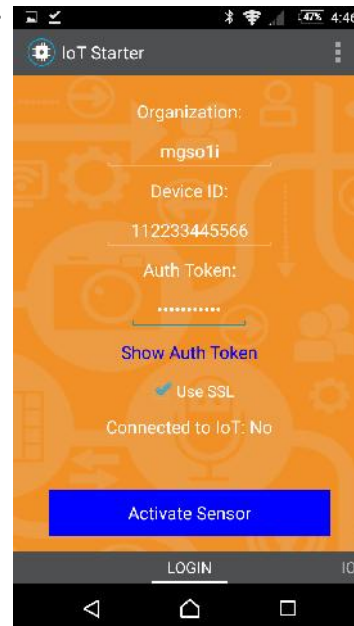 47% 4:46
IoT Starter
Organization:
mgso1i
Device ID:
112233445566
Auth Token:
...........
Show Auth Token
Use SSL
Connected to IoT: No
Activate Sensor
LOGIN
IO